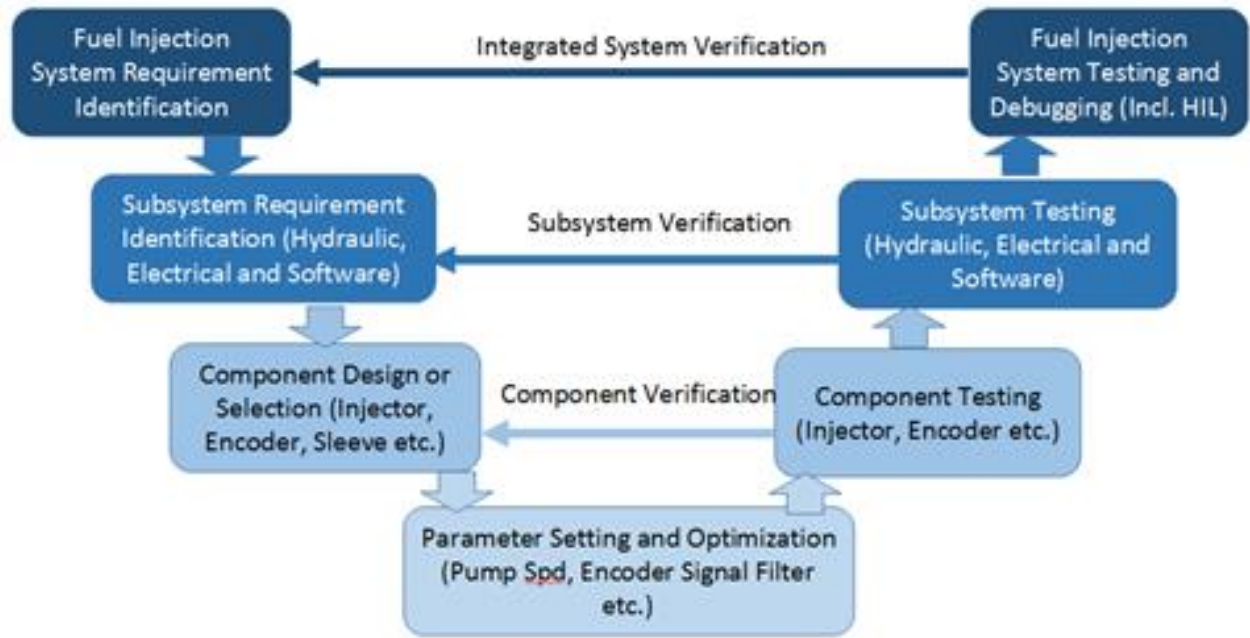 Fuel Injection
System Requirement
Identification
Integrated System Verification
Fuel Injection
System Testing and
Debugging (Incl. HIL)
Subsystem Requirement
Identification (Hydraulic,
Electrical and Software)
Subsystem Verification
Subsystem Testing
(Hydraulic, Electrical and
Software)
Component Design or
Selection (Injector,
Encoder, Sleeve etc.)
Component Verification
Component Testing
(Injector, Encoder etc.)
Parameter Setting and Optimization
(Pump Spd, Encoder Signal Filter
etc.)